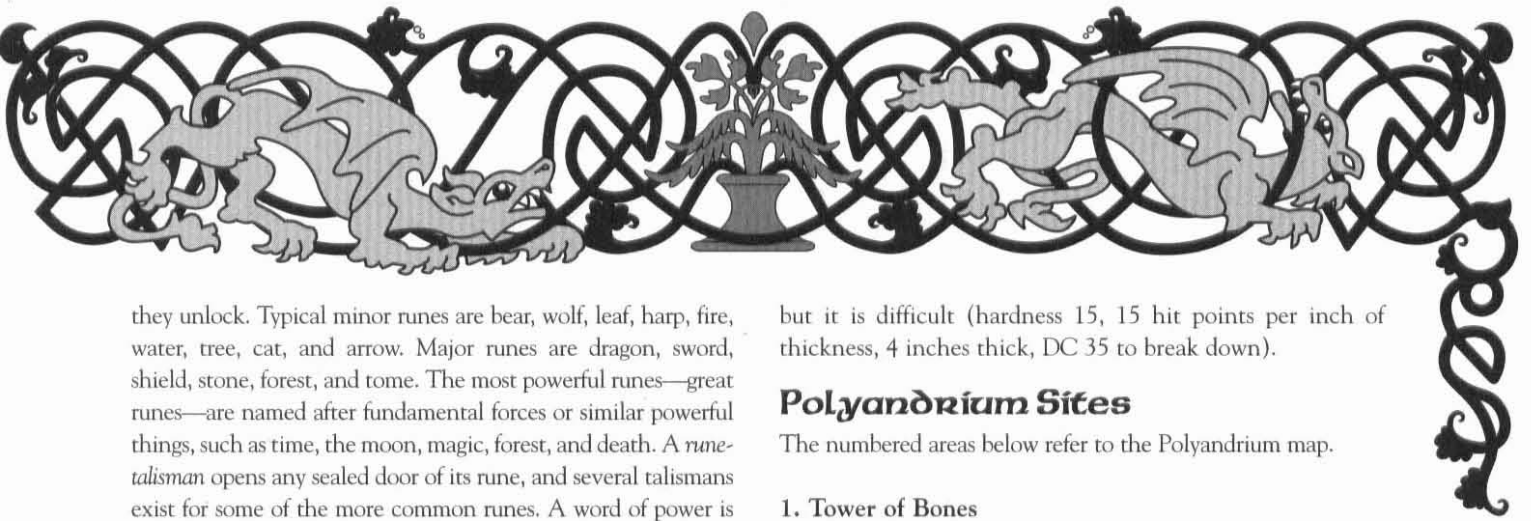 they unlock. Typical minor runes are bear, wolf, leaf, harp, fire,
water, tree, cat, and arrow. Major runes are dragon, sword,
shield, stone, forest, and tome. The most powerful runes—great
runes—are named after fundamental forces or similar powerful
things, such as time, the moon, magic, forest, and death. A rune-
talisman opens any sealed door of its rune, and several talismans
exist for some of the more common runes. A word of power is
but it is difficult (hardness 15, 15 hit points per inch of
thickness, 4 inches thick, DC 35 to break down).
Polyandrium Sites
The numbered areas below refer to the Polyandrium map.
1. Tower of Bones